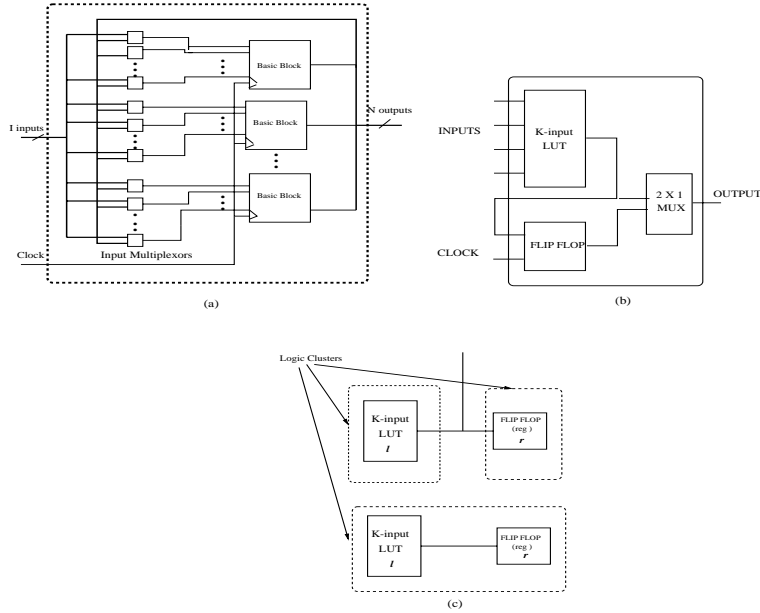 Basic Block
Basic Block
Basic Block
I inputs
N outputs
Clock
Input Multiplexors
(a)
INPUTS
K-input
LUT
2 X 1
MUX
OUTPUT
FLIP FLOP
CLOCK
(b)
Logic Clusters
K-input
LUT
l
FLIP FLOP
(reg )
r
K-input
LUT
l
FLIP FLOP
(reg )
r
(c)